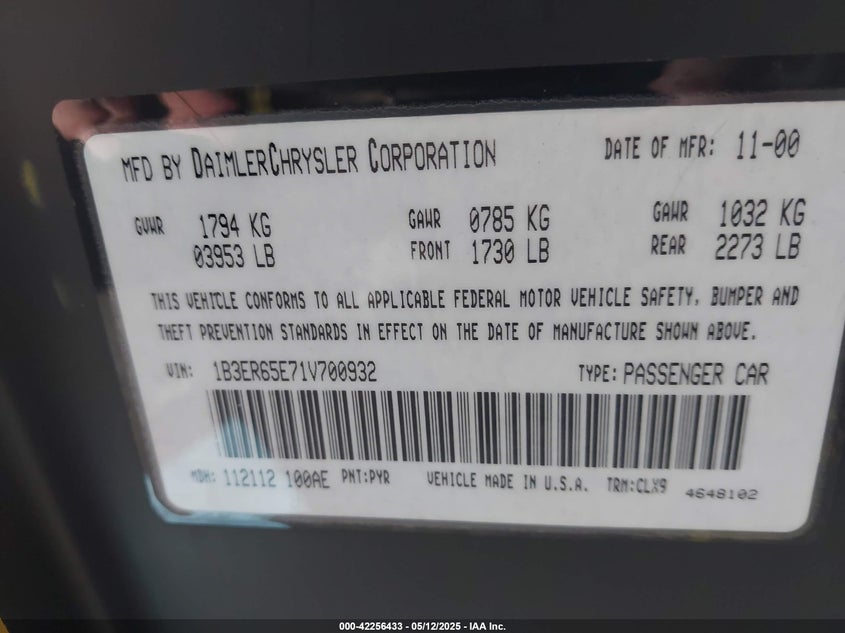 MFD BY DAIMLERCHRYSLER CORPORATION DATE OF MFR: 11-00
GVWR 1794 KG GAWR 0785 KG GAWR 1032 KG
03953 LB FRONT 1730 LB REAR 2273 LB
THIS VEHICLE CONFORMS TO ALL APPLICABLE FEDERAL MOTOR VEHICLE SAFETY, BUMPER AND
THEFT PREVENTION STANDARDS IN EFFECT ON THE DATE OF MANUFACTURE SHOWN ABOVE.
VIN: 1B3ER65E71V700932 TYPE: PASSENGER CAR
MDH: 112112 100AE PNT:PYR VEHICLE MADE IN U.S.A. TRM:CLX9 4648102
000-42256433 - 05/12/2025 - IAA Inc.